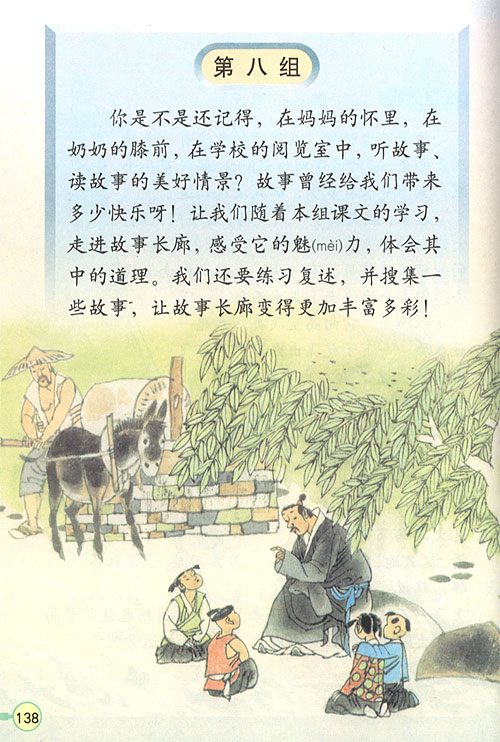 第八组
你是不是还记得，在妈妈的怀里，在
奶奶的膝前，在学校的阅览室中，听故事、
读故事的美好情景？故事曾经给我们带来
多少快乐呀！让我们随着本组课文的学习，
走进故事长廊，感受它的魅(mèi)力，体会其
中的道理。我们还要练习复述，并搜集一
些故事，让故事长廊变得更加丰富多彩！
138